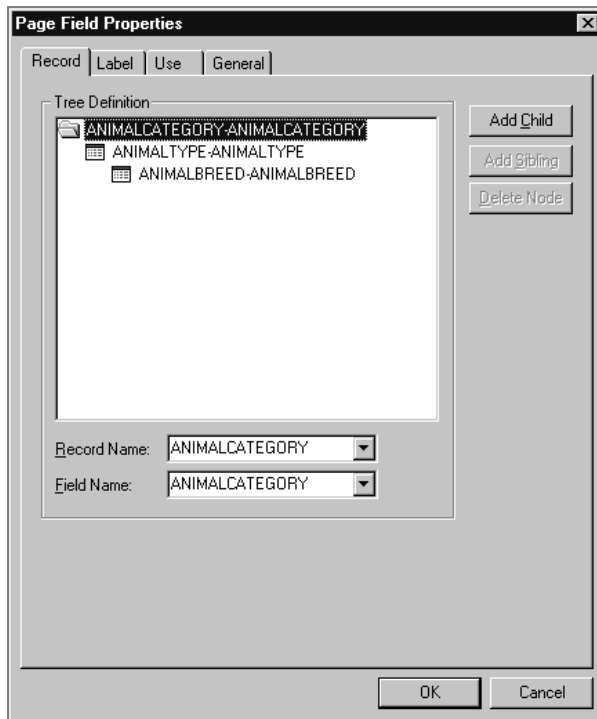 Page Field Properties
Record Label Use General
Tree Definition
ANIMALCATEGORY-ANIMALCATEGORY
ANIMALTYPE-ANIMALTYPE
ANIMALBREED-ANIMALBREED
Add Child
Add Sibling
Delete Node
Record Name: ANIMALCATEGORY
Field Name: ANIMALCATEGORY
OK Cancel